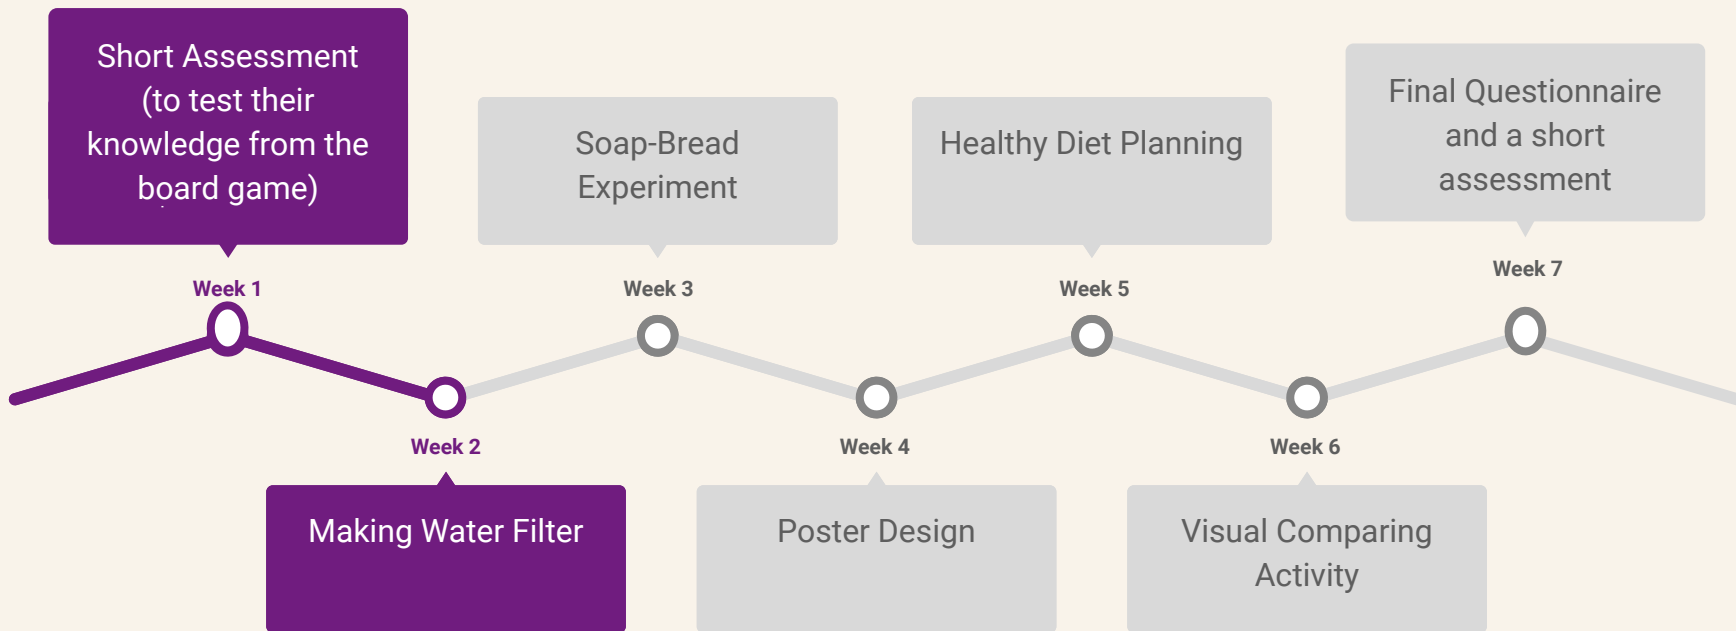 Short Assessment
(to test their
knowledge from the
board game)
Week 1
Week 2
Making Water Filter
Soap-Bread
Experiment
Week 3
Week 4
Poster Design
Healthy Diet Planning
Week 5
Week 6
Visual Comparing
Activity
Final Questionnaire
and a short
assessment
Week 7